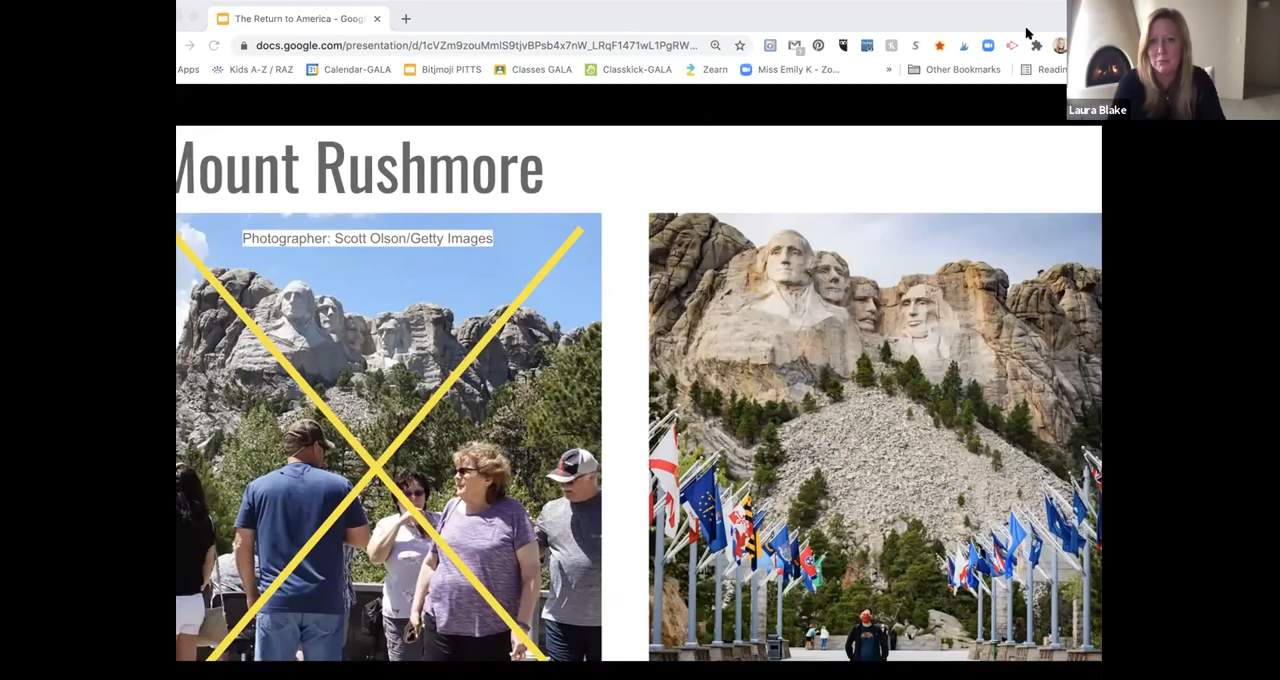 The Return to America - Goog
docs.google.com/presentation/d/1cVZm9zouMmlS9tjvBPsb4x7nW_LRqF1471wL1PgRW...
Apps Kids A-Z / RAZ Calendar-GALA Bitjmoji PITTS Classes GALA Classkick-GALA Zearn Miss Emily K - Zo... » Other Bookmarks Readin
Laura Blake
Mount Rushmore
Photographer: Scott Olson/Getty Images